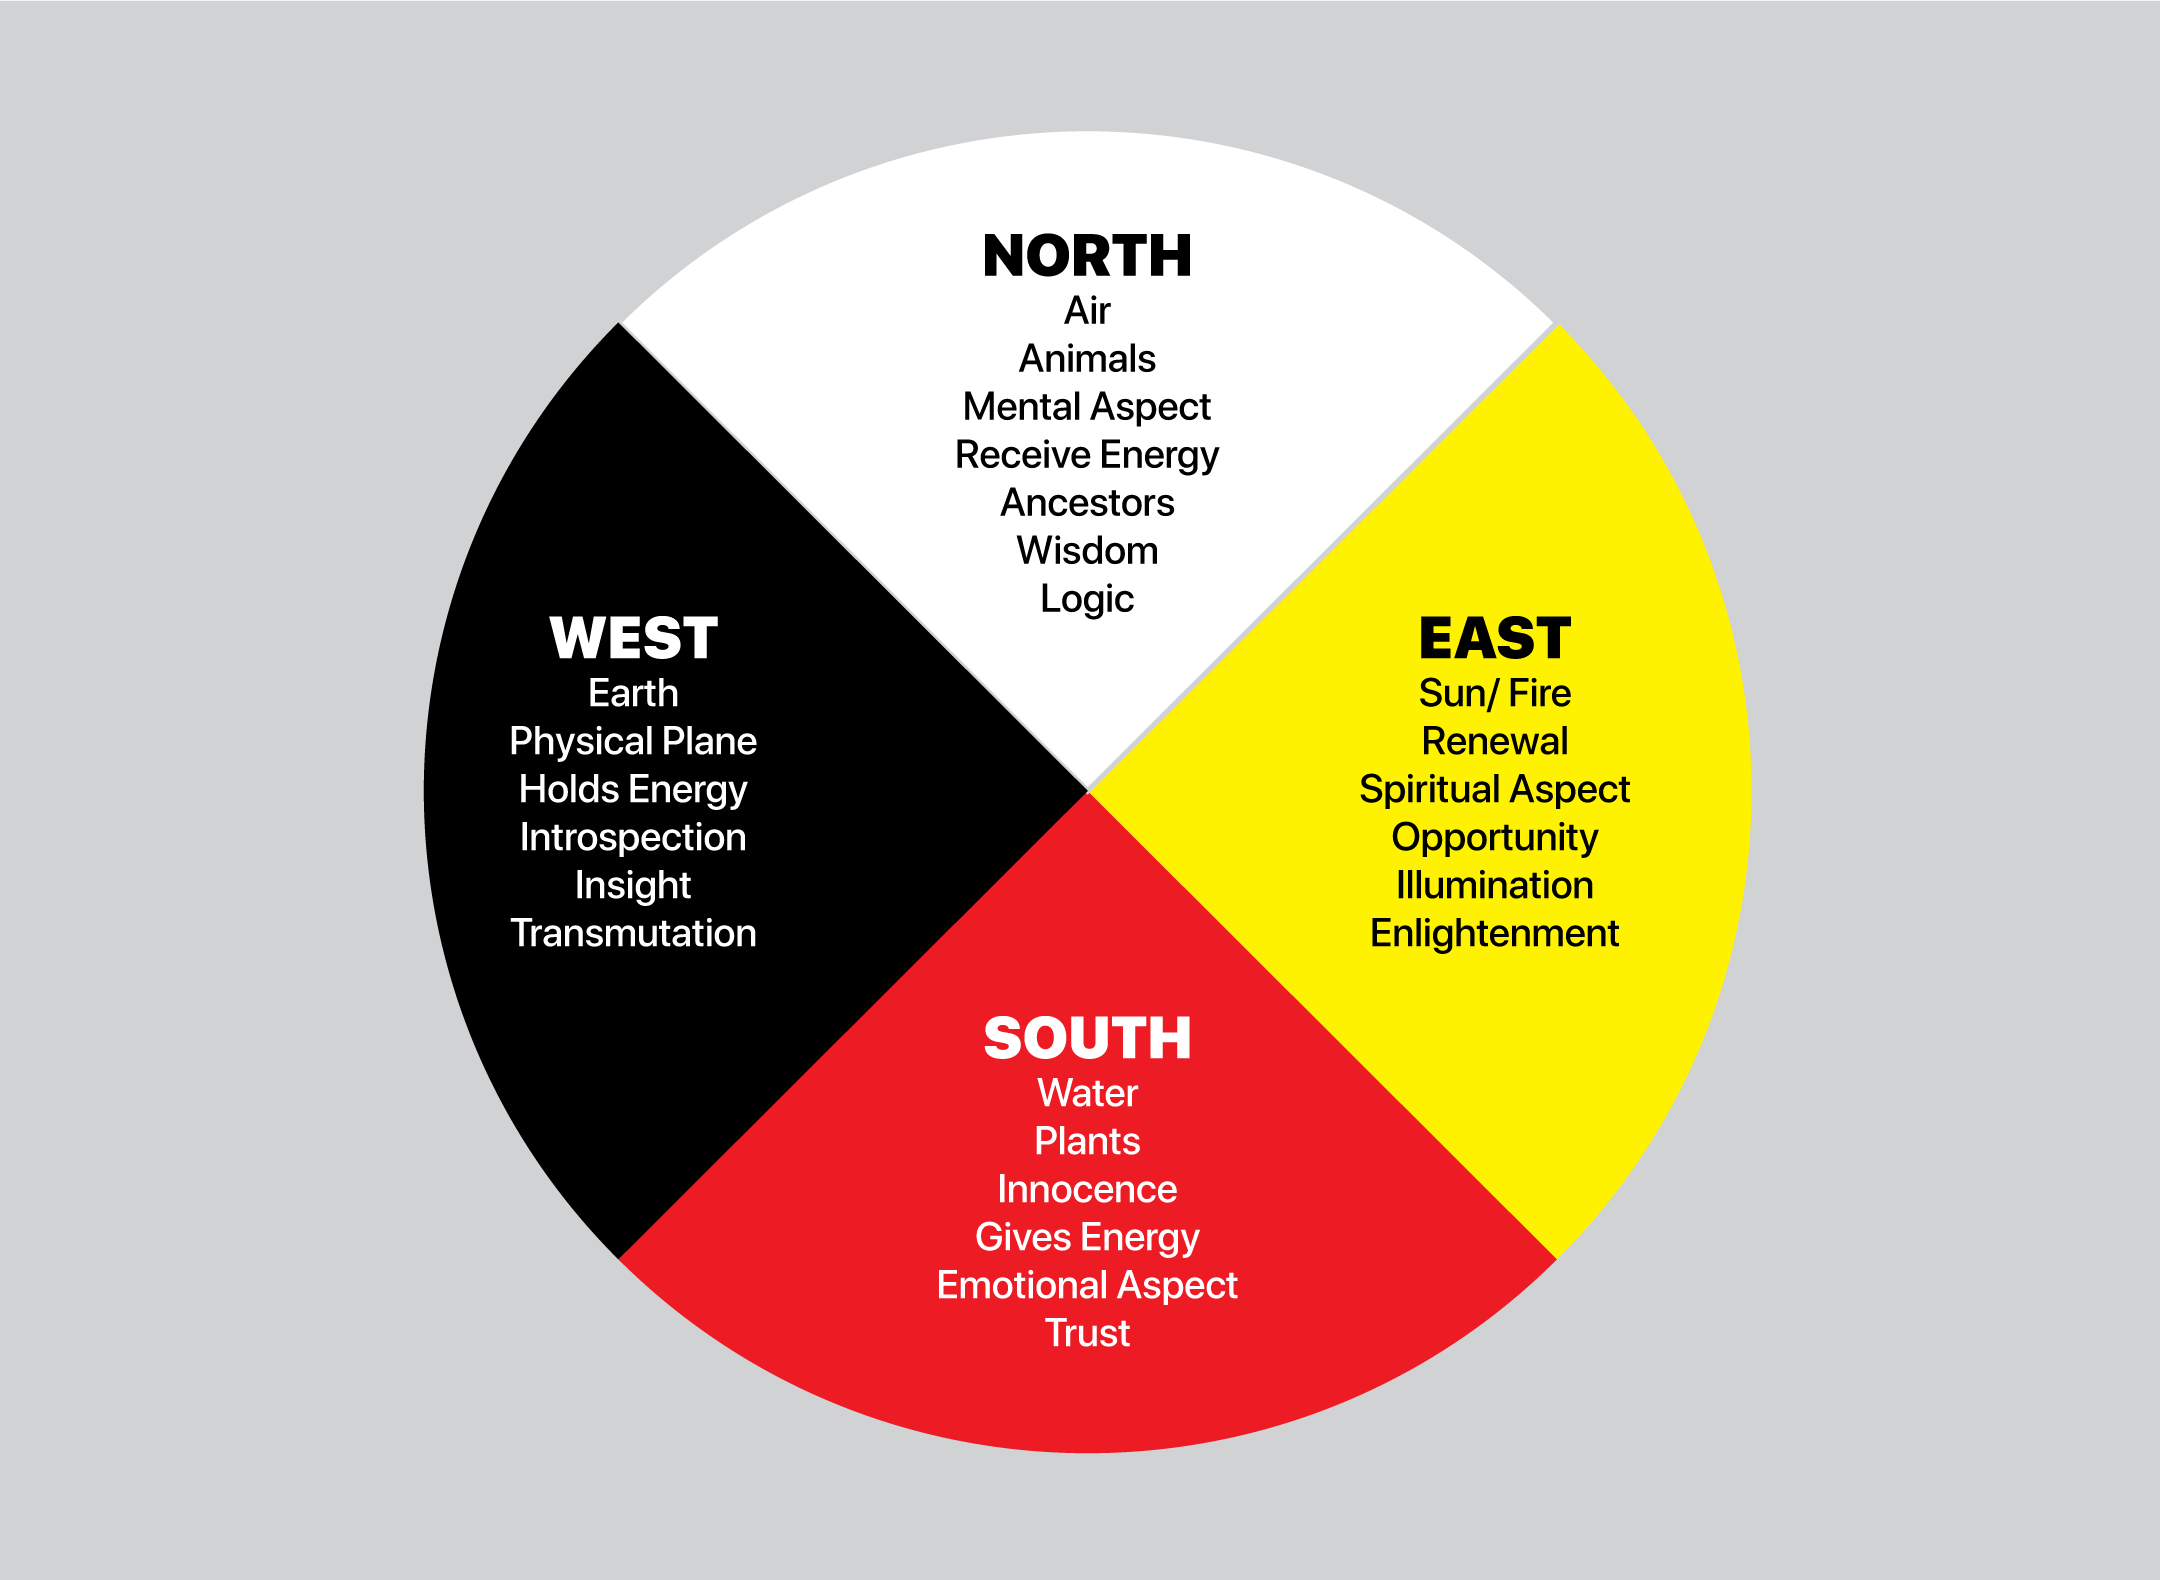 NORTH
Air
Animals
Mental Aspect
Receive Energy
Ancestors
Wisdom
Logic
WEST
Earth
Physical Plane
Holds Energy
Introspection
Insight
Transmutation
EAST
Sun/ Fire
Renewal
Spiritual Aspect
Opportunity
Illumination
Enlightenment
SOUTH
Water
Plants
Innocence
Gives Energy
Emotional Aspect
Trust